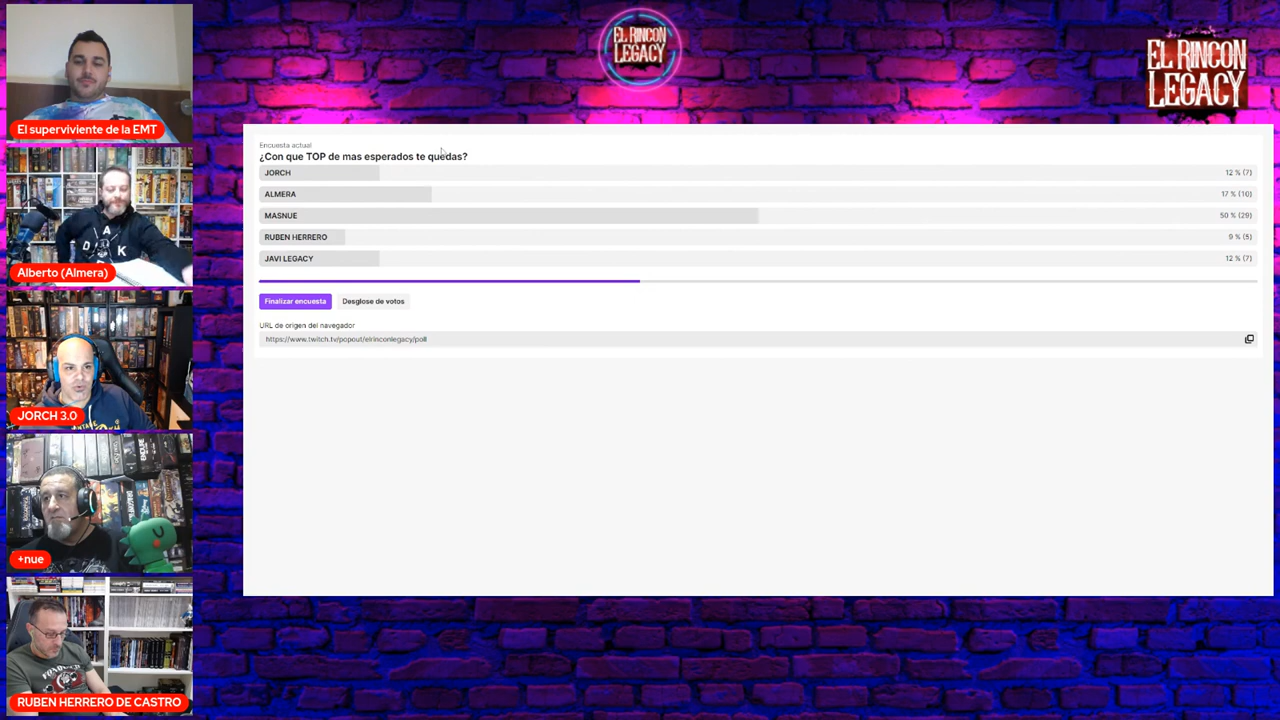 EL RINCON
LEGACY
EL RINCON
LEGACY
El superviviente de la EMT
Alberto (Almera)
JORCH 3.0
+nue
RUBEN HERRERO DE CASTRO
Encuesta actual
¿Con que TOP de mas esperados te quedas?
JORCH 12 % (7)
ALMERA 17 % (10)
MASNUE 50 % (29)
RUBEN HERRERO 9 % (5)
JAVI LEGACY 12 % (7)
Finalizar encuesta Desglose de votos
URL de origen del navegador
https://www.twitch.tv/popout/elrinconlegacy/poll